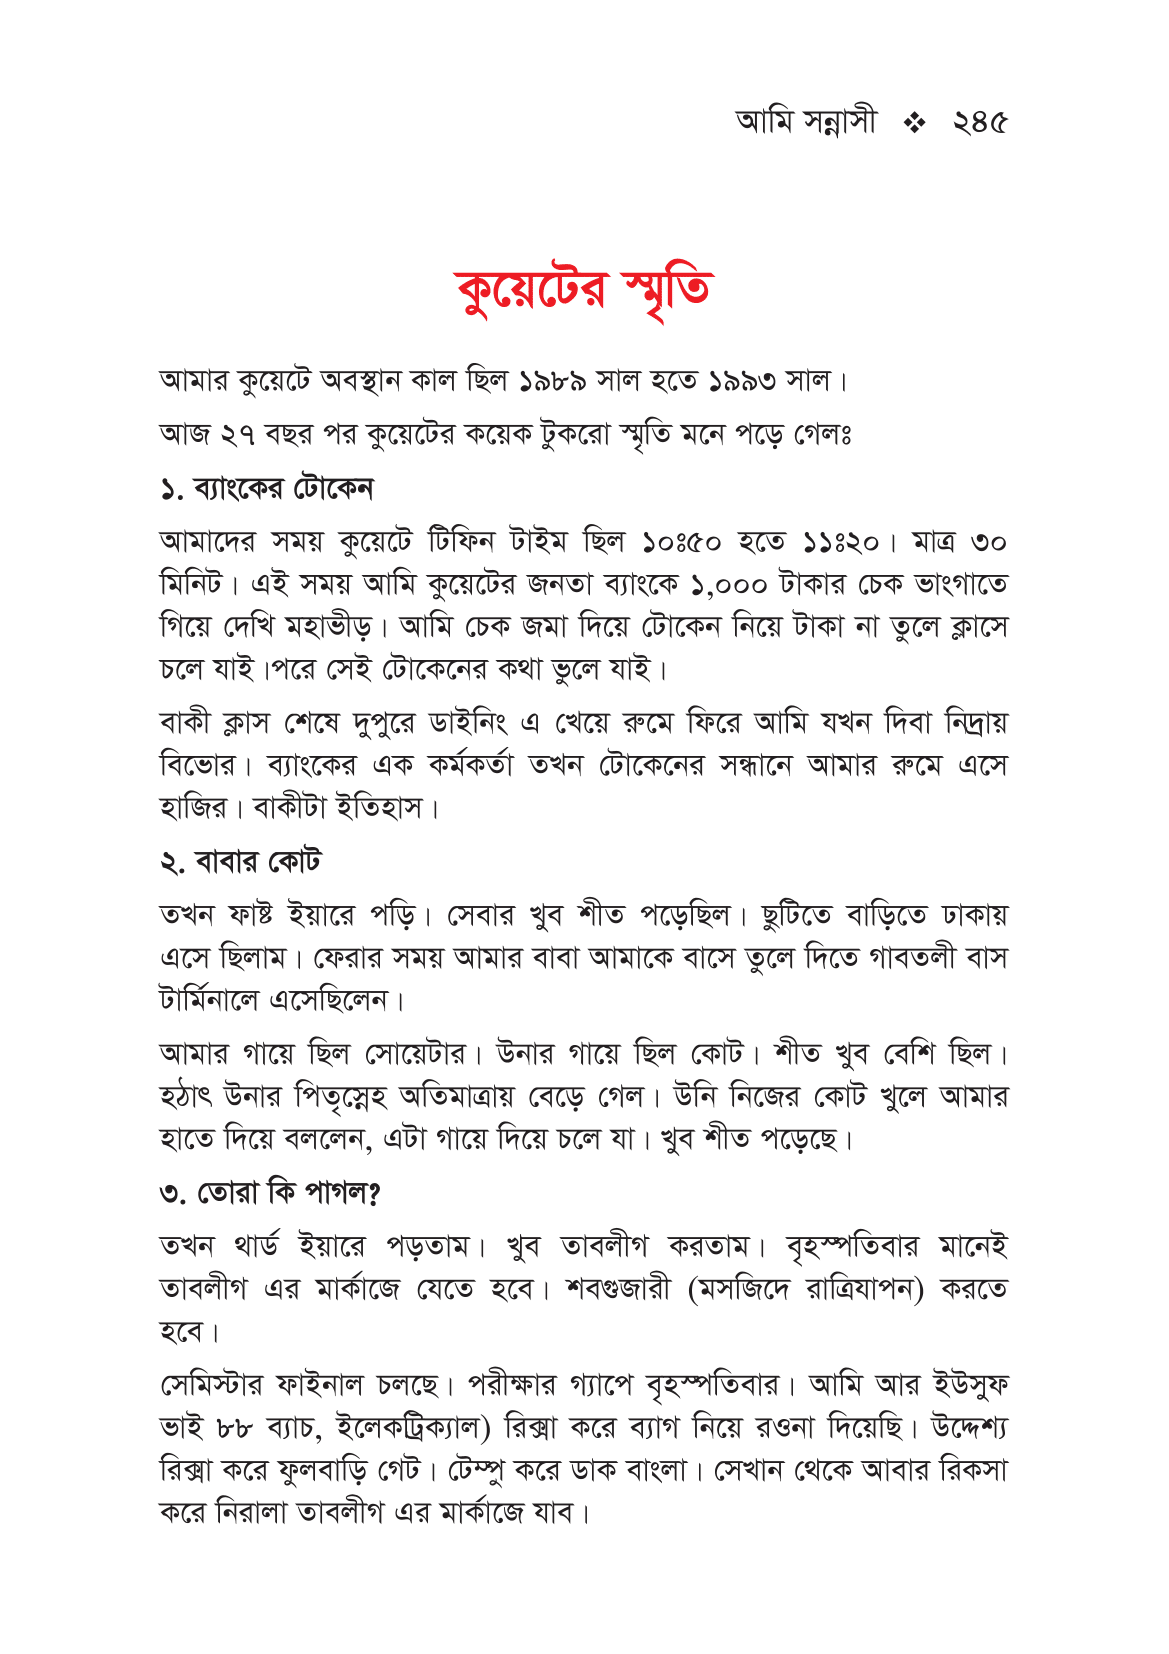 আমি সন্নাসী ❖ ২৪৫
কুয়েটের স্মৃতি
আমার কুয়েটে অবস্থান কাল ছিল ১৯৮৯ সাল হতে ১৯৯৩ সাল।
আজ ২৭ বছর পর কুয়েটের কয়েক টুকরো স্মৃতি মনে পড়ে গেলঃ
১. ব্যাংকের টোকেন
আমাদের সময় কুয়েটে টিফিন টাইম ছিল ১০ঃ৫০ হতে ১১ঃ২০। মাত্র ৩০
মিনিট। এই সময় আমি কুয়েটের জনতা ব্যাংকে ১,০০০ টাকার চেক ভাংগাতে
গিয়ে দেখি মহাভীড়। আমি চেক জমা দিয়ে টোকেন নিয়ে টাকা না তুলে ক্লাসে
চলে যাই।পরে সেই টোকেনের কথা ভুলে যাই।
বাকী ক্লাস শেষে দুপুরে ডাইনিং এ খেয়ে রুমে ফিরে আমি যখন দিবা নিদ্রায়
বিভোর। ব্যাংকের এক কর্মকর্তা তখন টোকেনের সন্ধানে আমার রুমে এসে
হাজির। বাকীটা ইতিহাস।
২. বাবার কোট
তখন ফাষ্ট ইয়ারে পড়ি। সেবার খুব শীত পড়েছিল। ছুটিতে বাড়িতে ঢাকায়
এসে ছিলাম। ফেরার সময় আমার বাবা আমাকে বাসে তুলে দিতে গাবতলী বাস
টার্মিনালে এসেছিলেন।
আমার গায়ে ছিল সোয়েটার। উনার গায়ে ছিল কোট। শীত খুব বেশি ছিল।
হঠাৎ উনার পিতৃস্নেহ অতিমাত্রায় বেড়ে গেল। উনি নিজের কোট খুলে আমার
হাতে দিয়ে বললেন, এটা গায়ে দিয়ে চলে যা। খুব শীত পড়েছে।
৩. তোরা কি পাগল?
তখন থার্ড ইয়ারে পড়তাম। খুব তাবলীগ করতাম। বৃহস্পতিবার মানেই
তাবলীগ এর মার্কাজে যেতে হবে। শবগুজারী (মসজিদে রাত্রিযাপন) করতে
হবে।
সেমিস্টার ফাইনাল চলছে। পরীক্ষার গ্যাপে বৃহস্পতিবার। আমি আর ইউসুফ
ভাই ৮৮ ব্যাচ, ইলেকট্রিক্যাল) রিক্সা করে ব্যাগ নিয়ে রওনা দিয়েছি। উদ্দেশ্য
রিক্সা করে ফুলবাড়ি গেট। টেম্পু করে ডাক বাংলা। সেখান থেকে আবার রিকসা
করে নিরালা তাবলীগ এর মার্কাজে যাব।